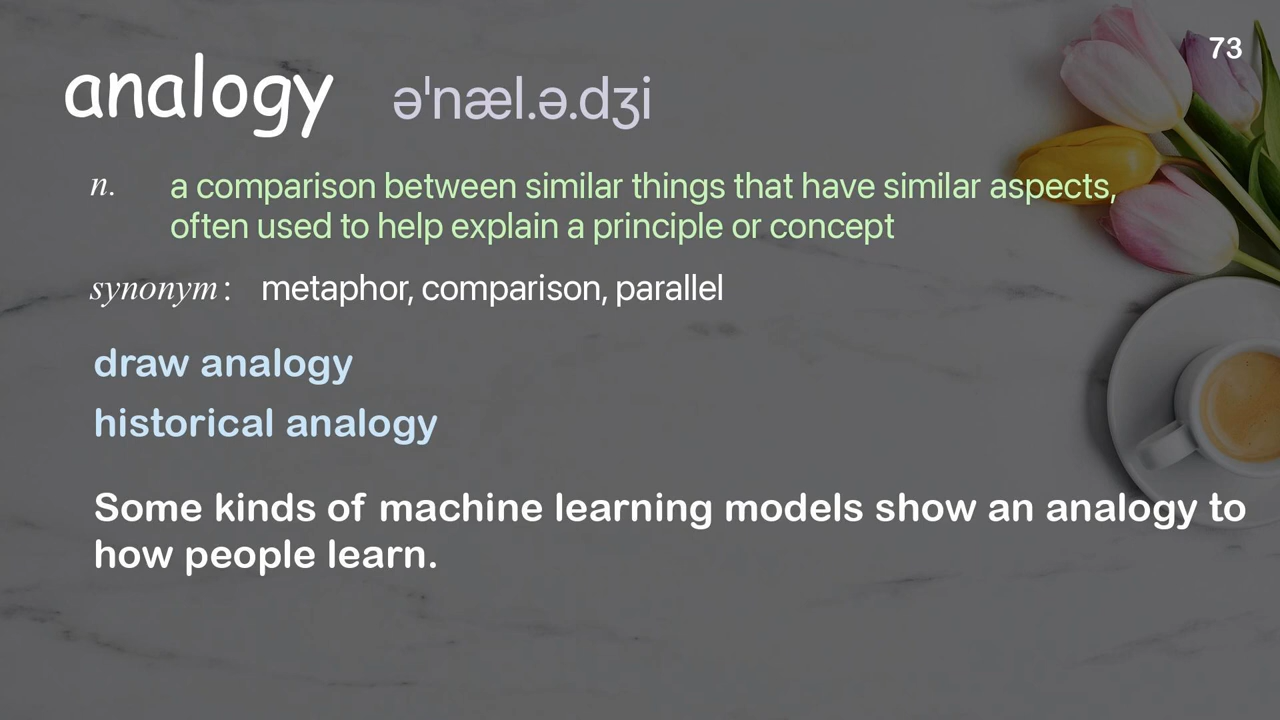 73
analogy əˈnæl.ə.dʒi
n. a comparison between similar things that have similar aspects,
often used to help explain a principle or concept
synonym: metaphor, comparison, parallel
draw analogy
historical analogy
Some kinds of machine learning models show an analogy to
how people learn.